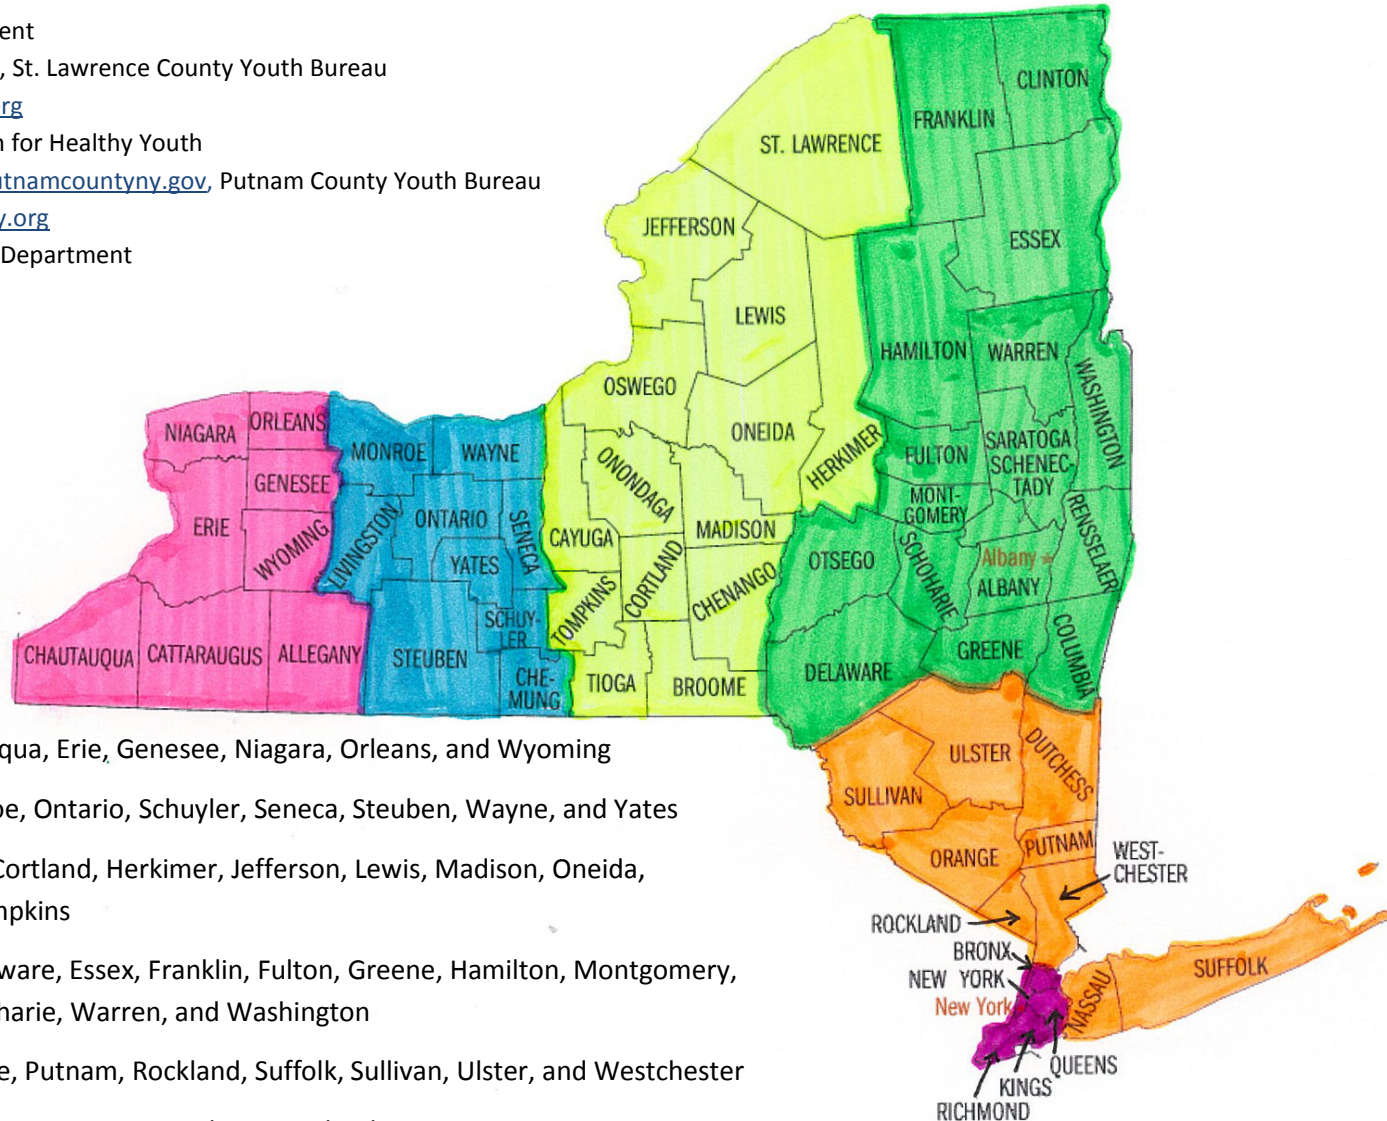 ent
, St. Lawrence County Youth Bureau
rg
n for Healthy Youth
utnamcountyny.gov, Putnam County Youth Bureau
y.org
Department
CLINTON
FRANKLIN
ST. LAWRENCE
JEFFERSON
ESSEX
LEWIS
HAMILTON
WARREN
WASHINGTON
OSWEGO
ONEIDA
HERKIMER
FULTON
SARATOGA
SCHENEC-
TADY
MONT-
GOMERY
NIAGARA
ORLEANS
MONROE
WAYNE
GENESEE
ONONDAGA
ERIE
WYOMING
LIVINGSTON
ONTARIO
SENECA
CAYUGA
MADISON
YATES
CORTLAND
CHENANGO
OTSEGO
SCHOHARIE
Albany
ALBANY
RENSSELAER
TOMPKINS
SCHUY-
LER
CHAUTAUQUA
CATTARAUGUS
ALLEGANY
STEUBEN
CHE-
MUNG
TIOGA
BROOME
DELAWARE
GREENE
COLUMBIA
ULSTER
DUTCHESS
SULLIVAN
ORANGE
PUTNAM
WEST-
CHESTER
ROCKLAND
BRONX
NEW YORK
New York
NASSAU
SUFFOLK
QUEENS
KINGS
RICHMOND
qua, Erie, Genesee, Niagara, Orleans, and Wyoming
oe, Ontario, Schuyler, Seneca, Steuben, Wayne, and Yates
Cortland, Herkimer, Jefferson, Lewis, Madison, Oneida,
mpkins
ware, Essex, Franklin, Fulton, Greene, Hamilton, Montgomery,
harie, Warren, and Washington
e, Putnam, Rockland, Suffolk, Sullivan, Ulster, and Westchester